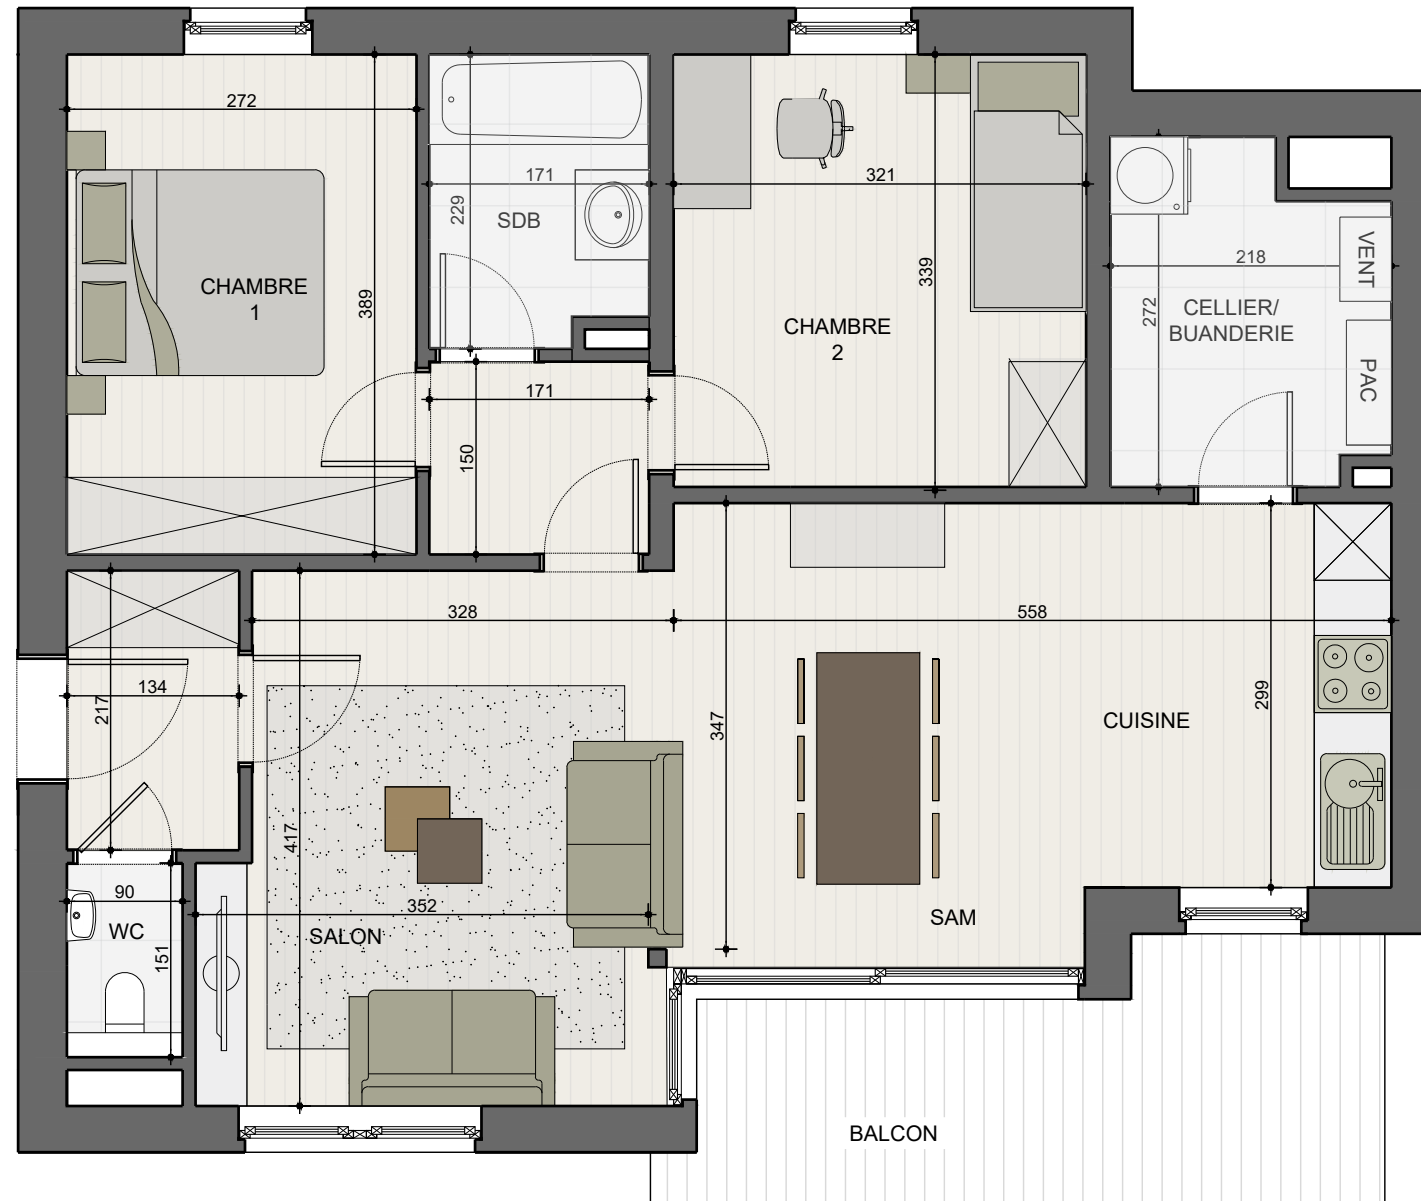 272
171
321
229
SDB
VENT
218
339
CHAMBRE
1
389
272
CELLIER/
BUANDERIE
CHAMBRE
2
PAC
171
150
328
558
134
217
299
347
CUISINE
417
90
352
SAM
WC
SALON
151
BALCON